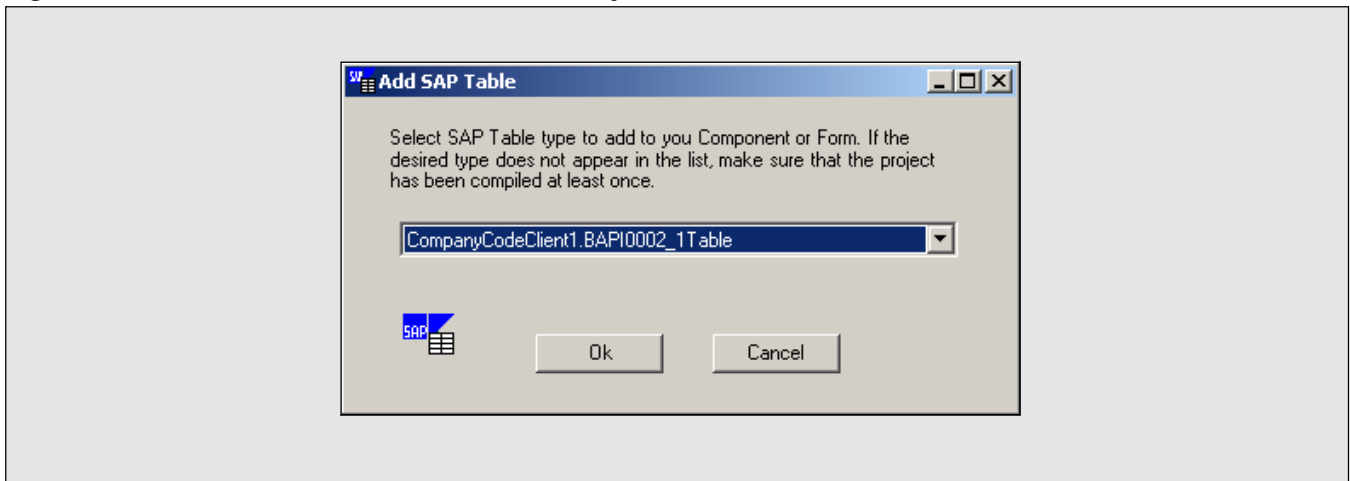 Add SAP Table
Select SAP Table type to add to you Component or Form. If the
desired type does not appear in the list, make sure that the project
has been compiled at least once.
CompanyCodeClient1.BAPI0002_1Table
SAP
Ok
Cancel